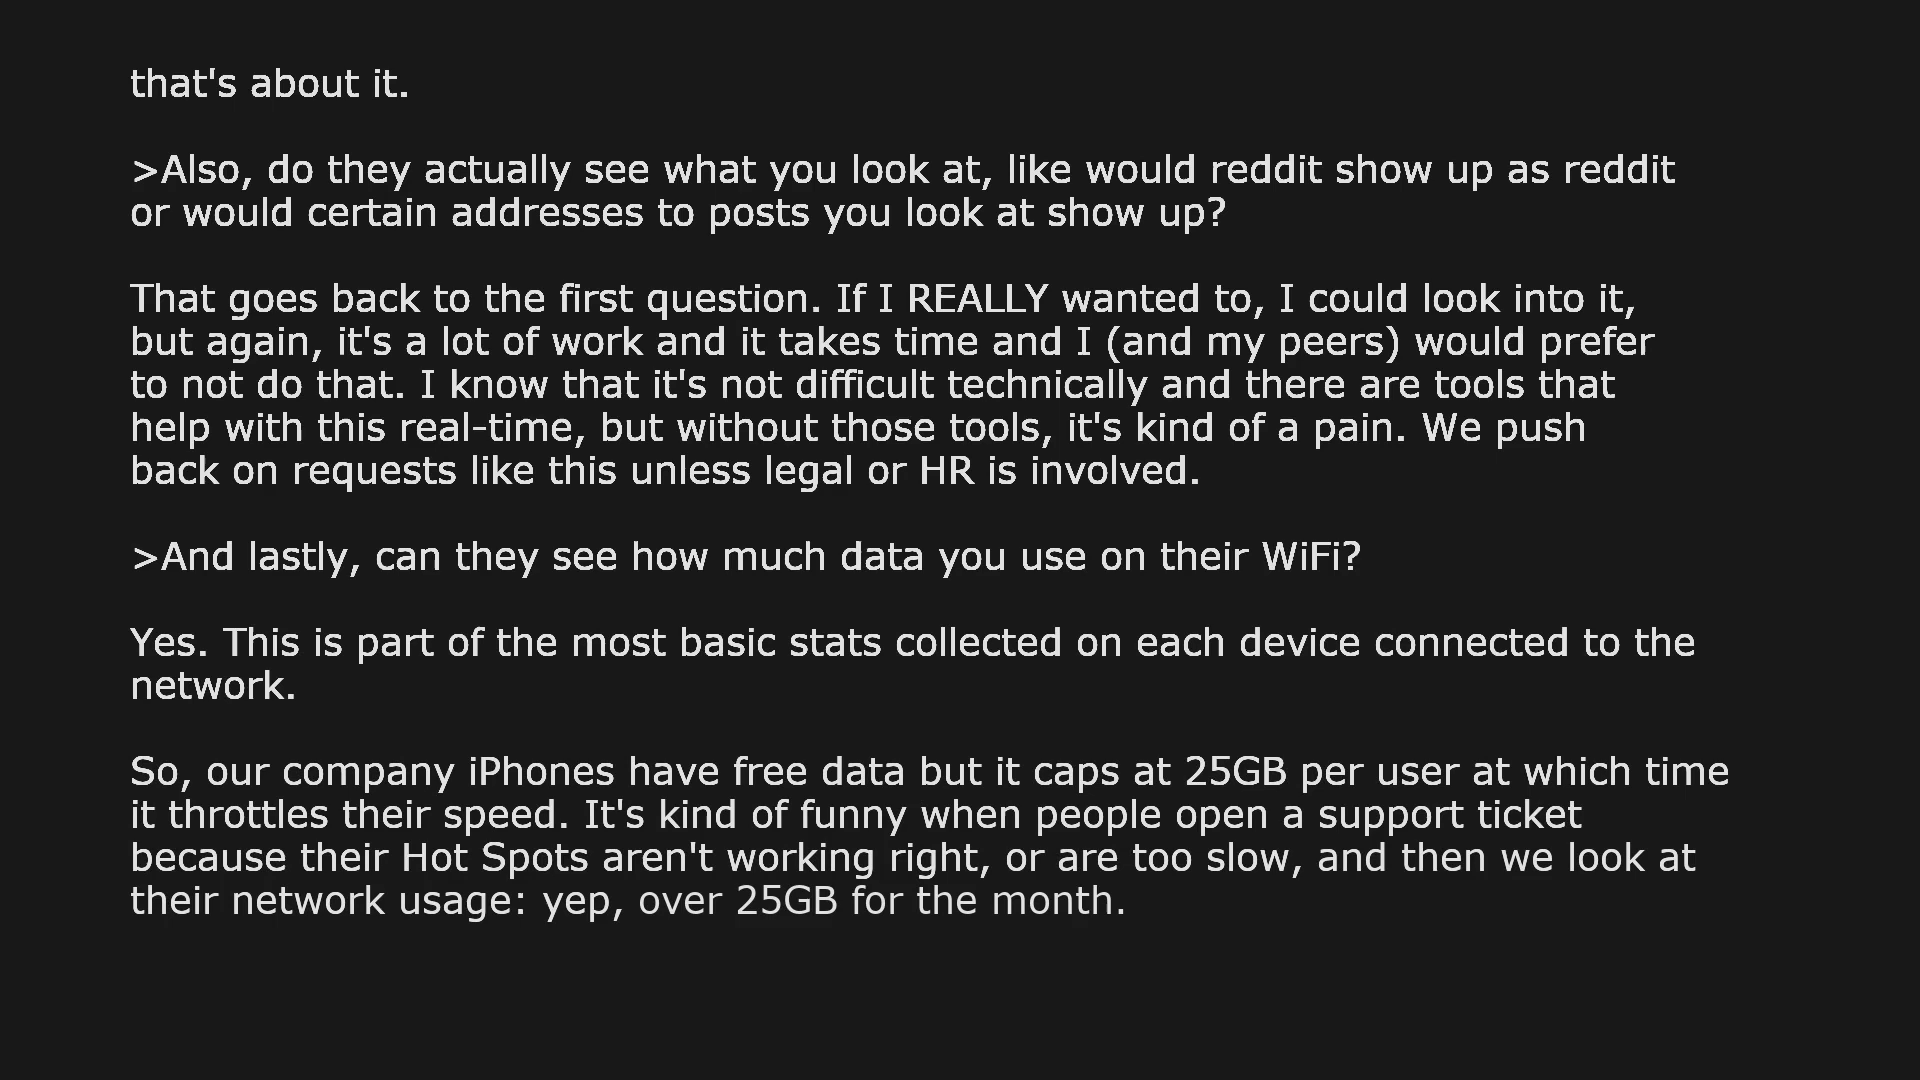 that's about it.
>Also, do they actually see what you look at, like would reddit show up as reddit
or would certain addresses to posts you look at show up?
That goes back to the first question. If I REALLY wanted to, I could look into it,
but again, it's a lot of work and it takes time and I (and my peers) would prefer
to not do that. I know that it's not difficult technically and there are tools that
help with this real-time, but without those tools, it's kind of a pain. We push
back on requests like this unless legal or HR is involved.
>And lastly, can they see how much data you use on their WiFi?
Yes. This is part of the most basic stats collected on each device connected to the
network.
So, our company iPhones have free data but it caps at 25GB per user at which time
it throttles their speed. It's kind of funny when people open a support ticket
because their Hot Spots aren't working right, or are too slow, and then we look at
their network usage: yep, over 25GB for the month.